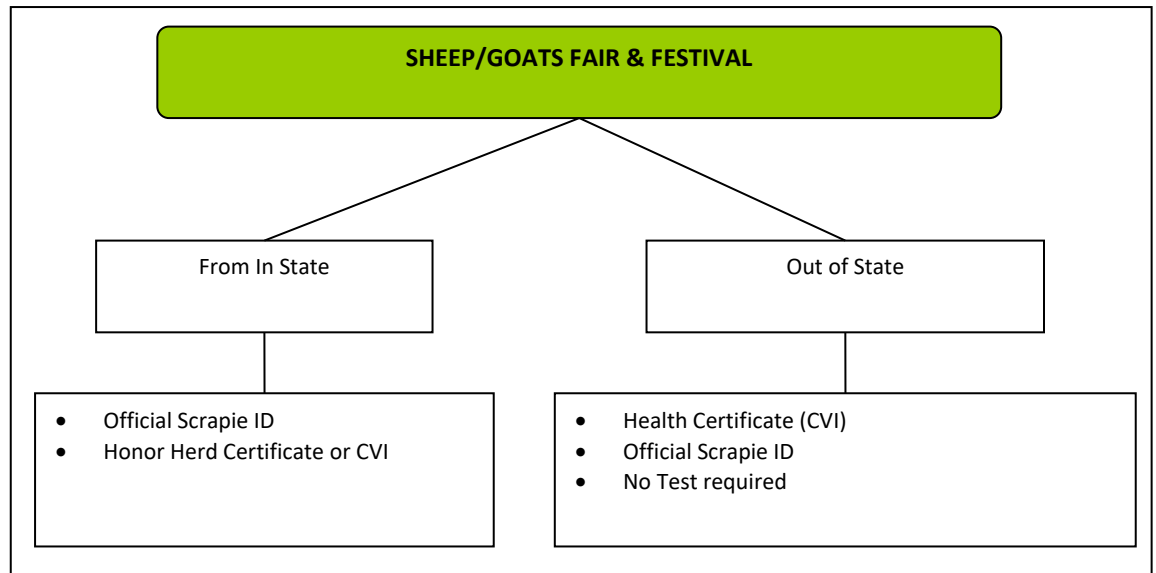 SHEEP/GOATS FAIR & FESTIVAL
From In State
Out of State
• Official Scrapie ID
• Honor Herd Certificate or CVI
• Health Certificate (CVI)
• Official Scrapie ID
• No Test required